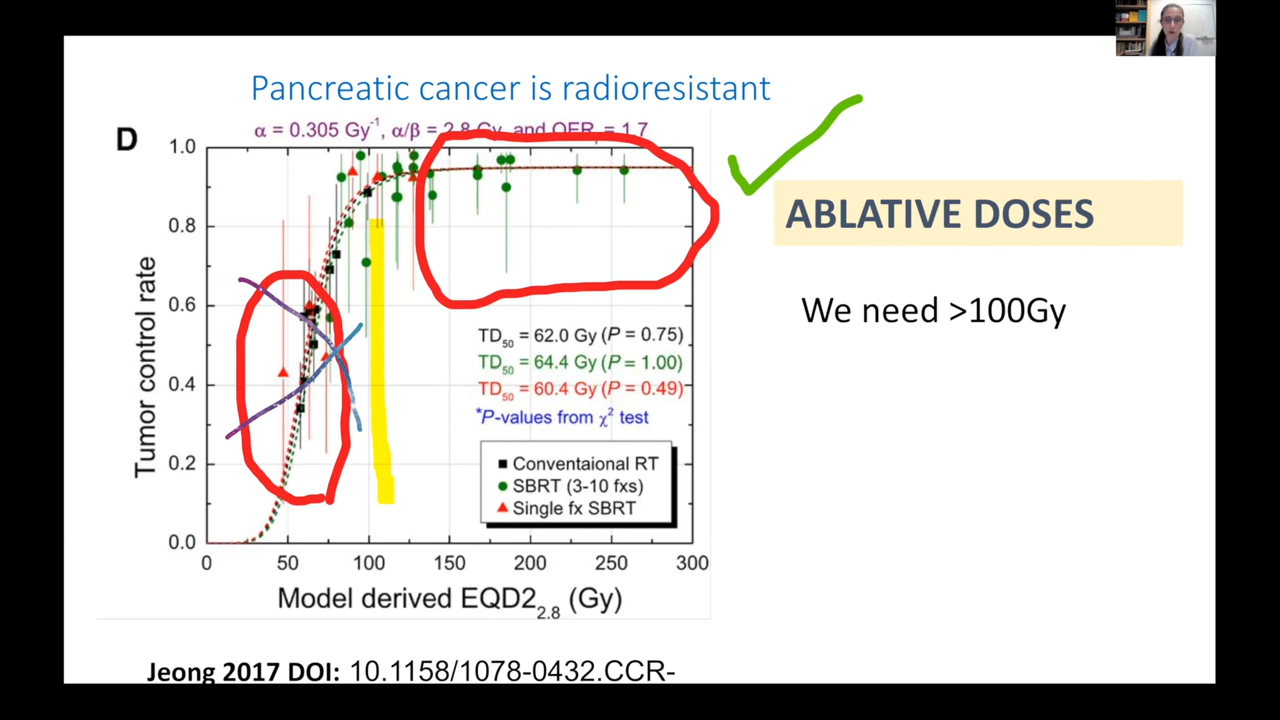 Pancreatic cancer is radioresistant
D
α = 0.305 Gy⁻¹, α/β = 2.8 Gy, and OER = 1.7
ABLATIVE DOSES
We need >100Gy
Tumor control rate
1.0
0.8
0.6
0.4
0.2
0.0
TD₅₀ = 62.0 Gy (P = 0.75)
TD₅₀ = 64.4 Gy (P = 1.00)
TD₅₀ = 60.4 Gy (P = 0.49)
*P-values from χ² test
Conventaional RT
SBRT (3-10 fxs)
Single fx SBRT
0 50 100 150 200 250 300
Model derived EQD2₂.₈ (Gy)
Jeong 2017 DOI: 10.1158/1078-0432.CCR-